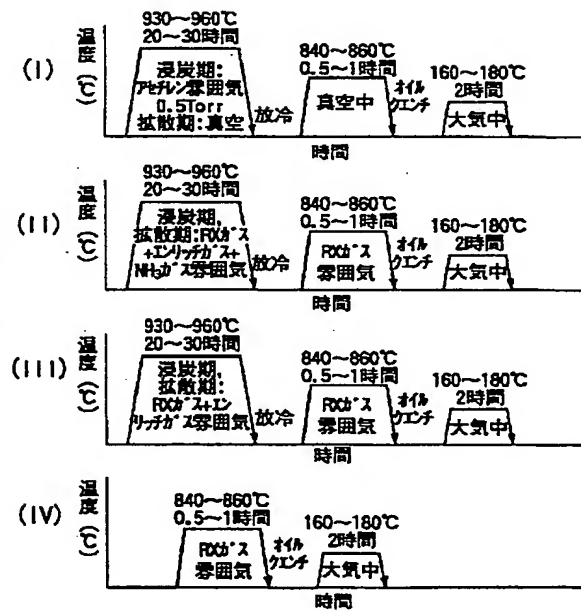 (I)
温度(℃)
930～960℃
20～30時間
浸炭期:
アセチレン雰囲気
0.5Torr
拡散期:真空
放冷
840～860℃
0.5～1時間
真空中
オイル
クエンチ
160～180℃
2時間
大気中
時間
(II)
温度(℃)
930～960℃
20～30時間
浸炭期,
拡散期:RXガス
+エンリッチガス+
NH₃ガス雰囲気
放冷
840～860℃
0.5～1時間
RXガス
雰囲気
オイル
クエンチ
160～180℃
2時間
大気中
時間
(III)
温度(℃)
930～960℃
20～30時間
浸炭期,
拡散期:
RXガス+エン
リッチガス雰囲気
放冷
840～860℃
0.5～1時間
RXガス
雰囲気
オイル
クエンチ
160～180℃
2時間
大気中
時間
(IV)
温度(℃)
840～860℃
0.5～1時間
RXガス
雰囲気
オイル
クエンチ
160～180℃
2時間
大気中
時間